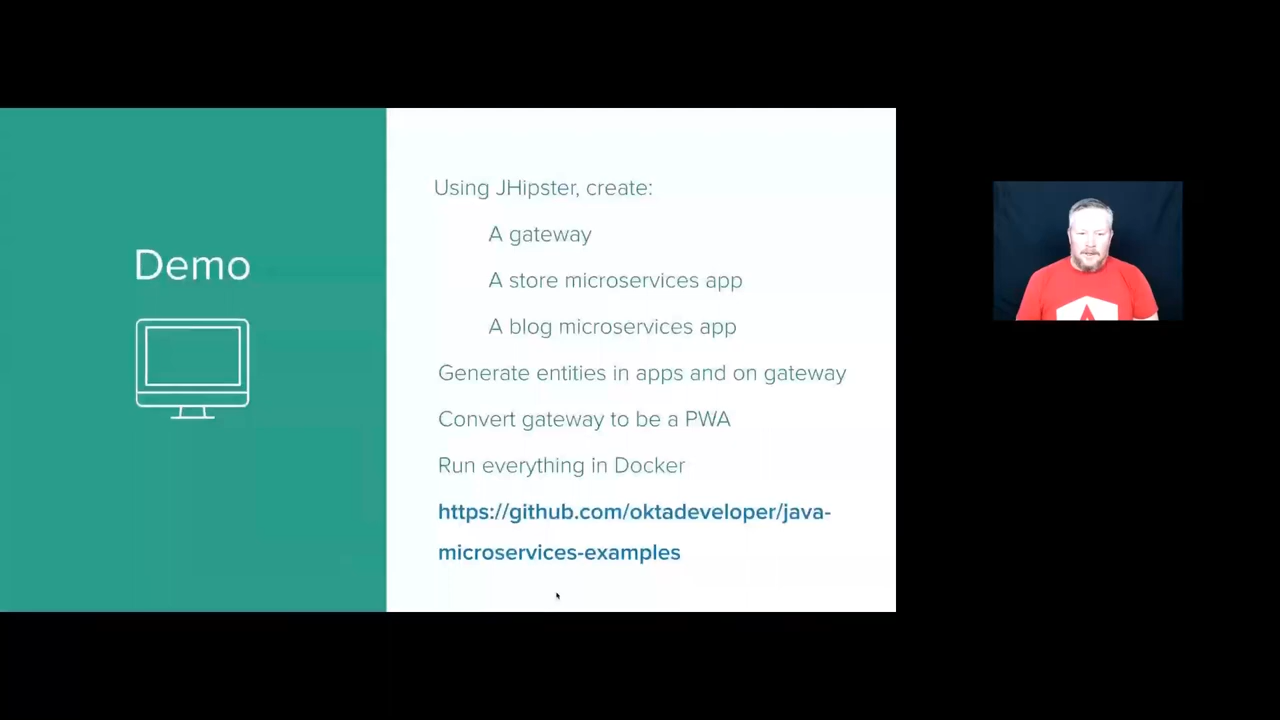 Demo
Using JHipster, create:
A gateway
A store microservices app
A blog microservices app
Generate entities in apps and on gateway
Convert gateway to be a PWA
Run everything in Docker
https://github.com/oktadeveloper/java-
microservices-examples